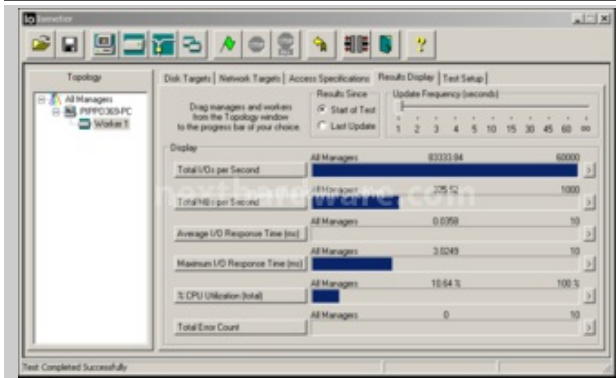 Iometer
Topology
All Managers
PIPPO369-PC
Worker 1
Disk Targets
Network Targets
Access Specifications
Results Display
Test Setup
Drag managers and workers
from the Topology window
to the progress bar of your choice.
Results Since
Start of Test
Last Update
Update Frequency (seconds)
1 2 3 4 5 10 15 30 45 60 ∞
Display
Total I/Os per Second
All Managers
83333.84
60000
Total MBs per Second
All Managers
325.52
1000
Average I/O Response Time (ms)
All Managers
0.0358
10
Maximum I/O Response Time (ms)
All Managers
3.0249
10
% CPU Utilization (total)
All Managers
10.64 %
100 %
Total Error Count
All Managers
0
10
Test Completed Successfully